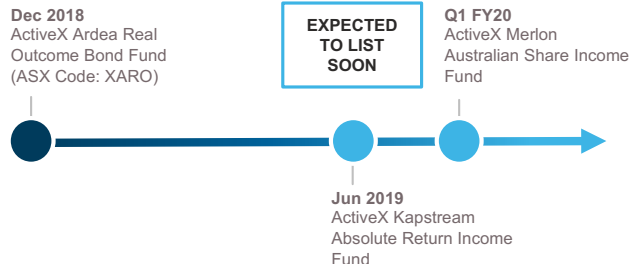 Dec 2018
ActiveX Ardea Real
Outcome Bond Fund
(ASX Code: XARO)
EXPECTED
TO LIST
SOON
Q1 FY20
ActiveX Merlon
Australian Share Income
Fund
Jun 2019
ActiveX Kapstream
Absolute Return Income
Fund